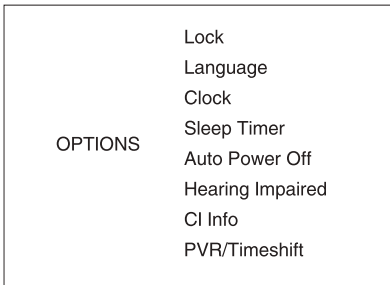 OPTIONS
Lock
Language
Clock
Sleep Timer
Auto Power Off
Hearing Impaired
CI Info
PVR/Timeshift